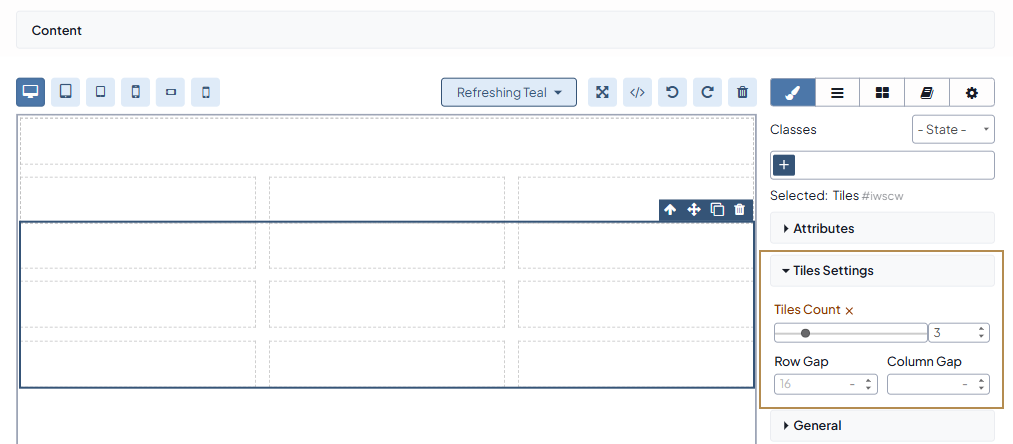 Content
Refreshing Teal
</>
Classes
- State -
+
Selected: Tiles #iwscw
Attributes
Tiles Settings
Tiles Count ×
3
Row Gap Column Gap
16 - -
General